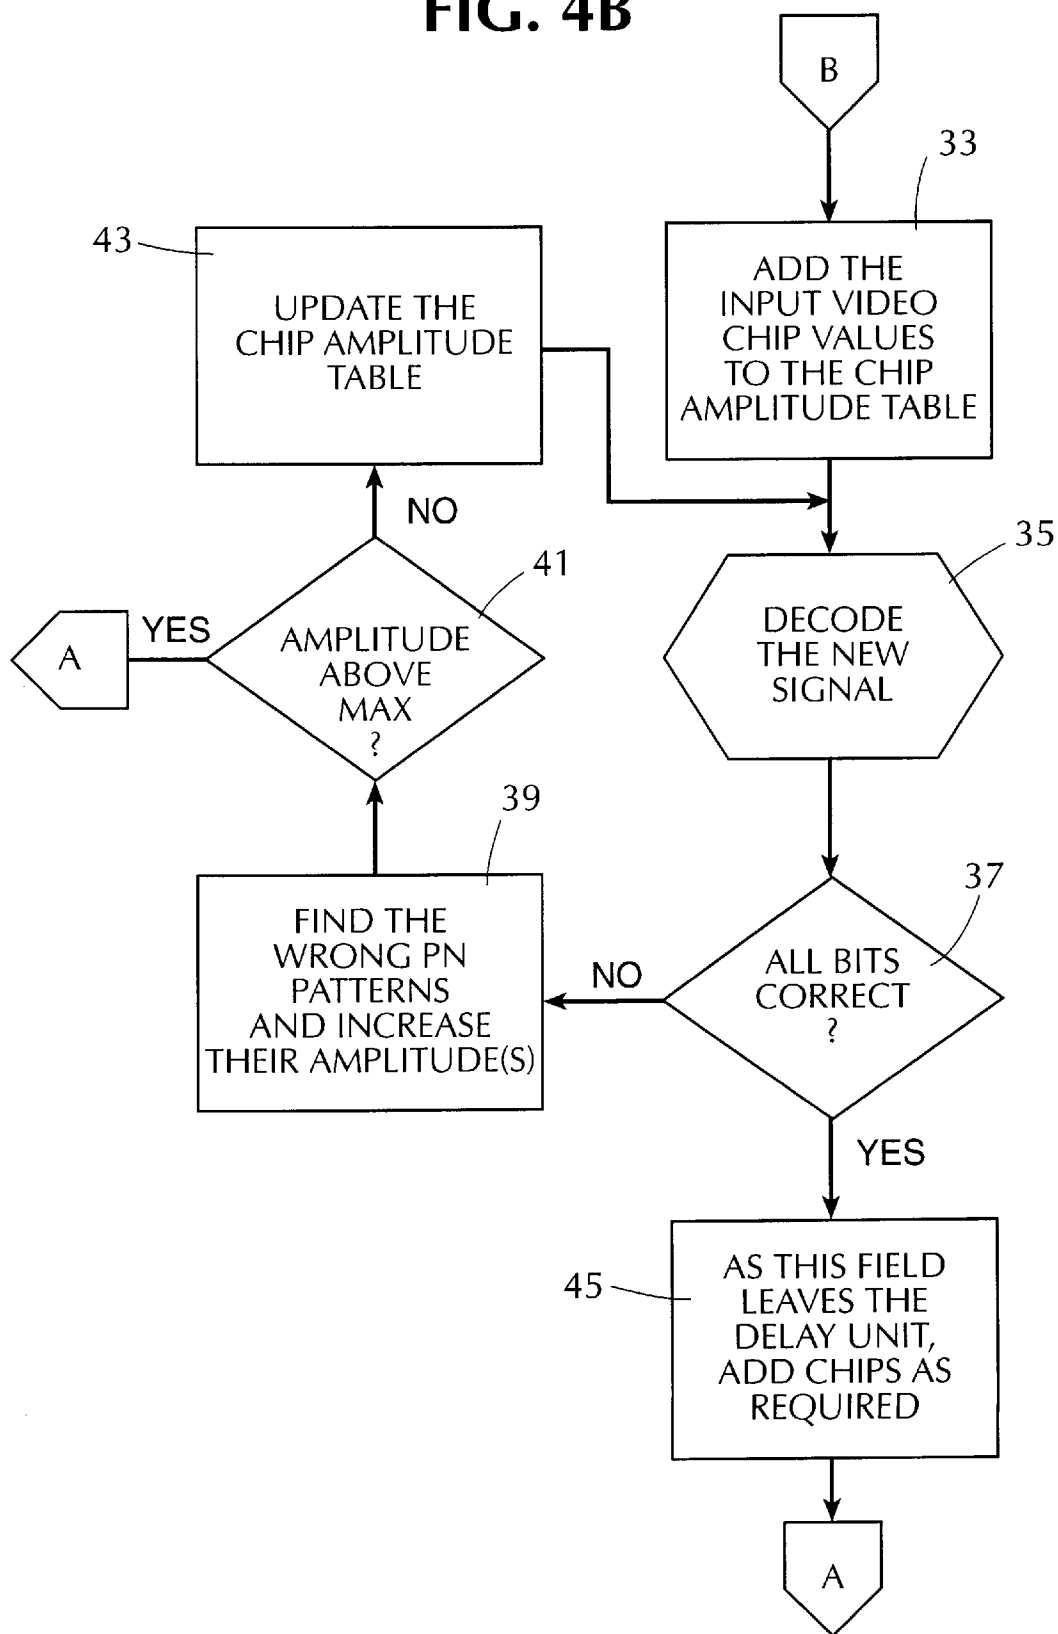 FIG. 4B
B
33
ADD THE
INPUT VIDEO
CHIP VALUES
TO THE CHIP
AMPLITUDE TABLE
43
UPDATE THE
CHIP AMPLITUDE
TABLE
NO
35
DECODE
THE NEW
SIGNAL
41
AMPLITUDE
ABOVE
MAX
?
YES
A
39
FIND THE
WRONG PN
PATTERNS
AND INCREASE
THEIR AMPLITUDE(S)
37
ALL BITS
CORRECT
?
NO
YES
45
AS THIS FIELD
LEAVES THE
DELAY UNIT,
ADD CHIPS AS
REQUIRED
A